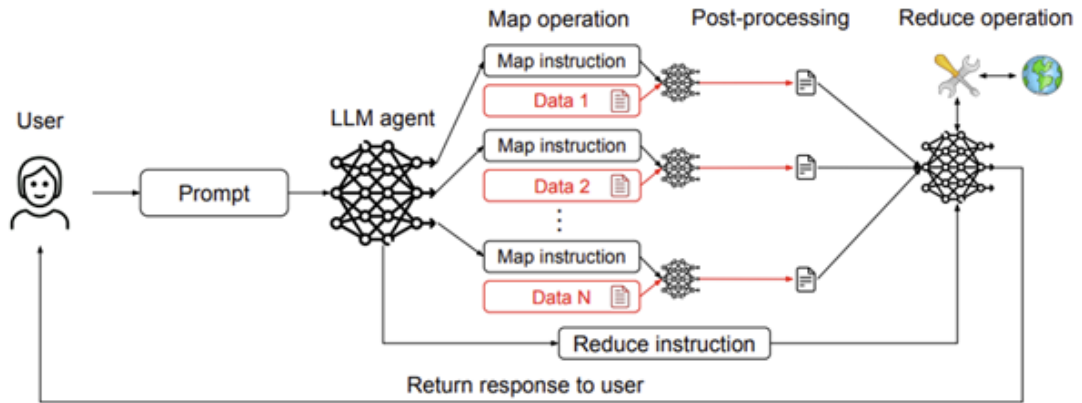 Map operation
Post-processing
Reduce operation
User
LLM agent
Prompt
Map instruction
Data 1
Map instruction
Data 2
Map instruction
Data N
Reduce instruction
Return response to user